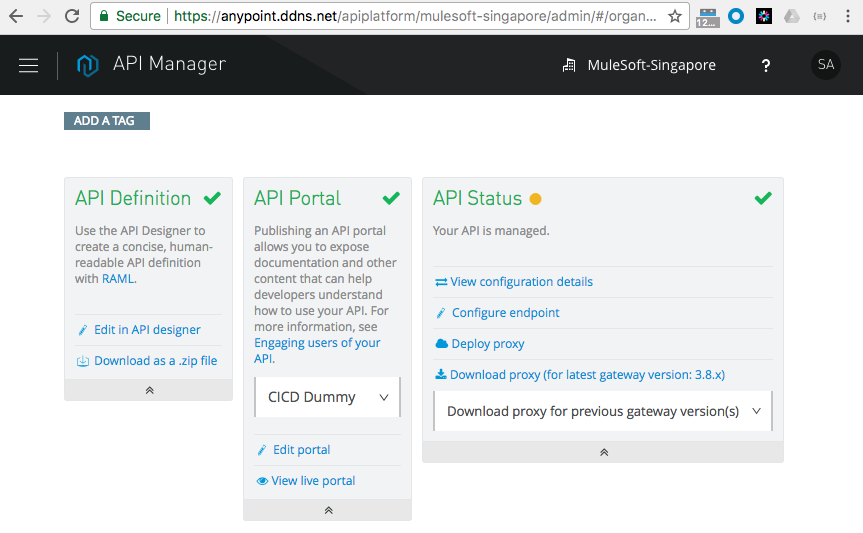 Secure
https://anypoint.ddns.net/apiplatform/mulesoft-singapore/admin/#/organ...
12...
API Manager
MuleSoft-Singapore
?
SA
ADD A TAG
API Definition
Use the API Designer to
create a concise, human-
readable API definition
with RAML.
Edit in API designer
Download as a .zip file
API Portal
Publishing an API portal
allows you to expose
documentation and other
content that can help
developers understand
how to use your API. For
more information, see
Engaging users of your
API.
CICD Dummy
Edit portal
View live portal
API Status
Your API is managed.
View configuration details
Configure endpoint
Deploy proxy
Download proxy (for latest gateway version: 3.8.x)
Download proxy for previous gateway version(s)